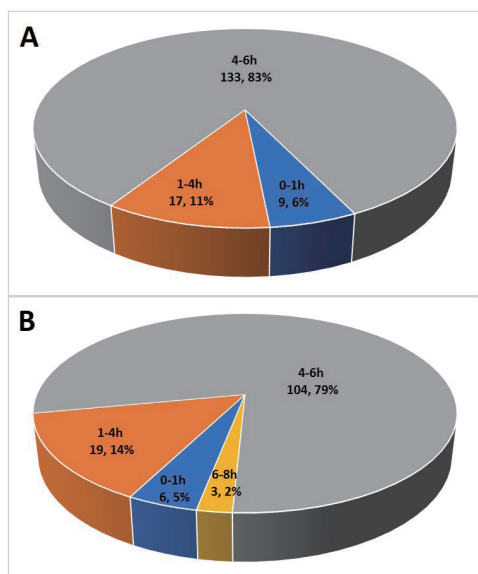 A
4-6h
133, 83%
1-4h
17, 11%
0-1h
9, 6%
B
4-6h
104, 79%
1-4h
19, 14%
0-1h
6, 5%
6-8h
3, 2%